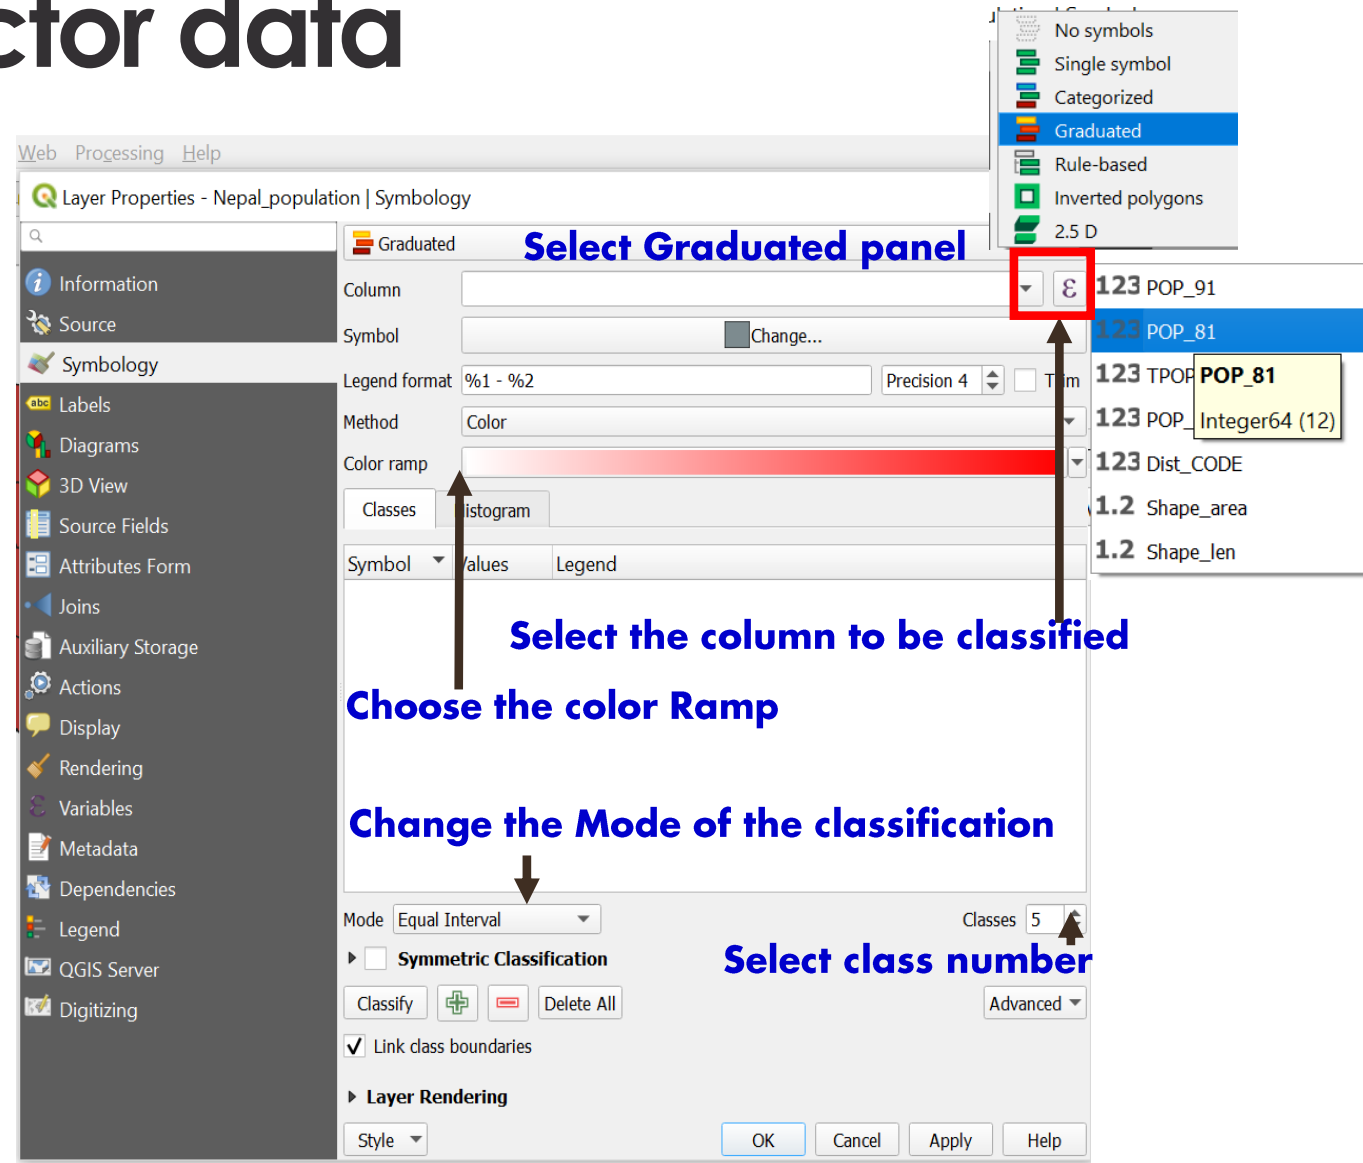 ctor data
No symbols
Single symbol
Categorized
Graduated
Rule-based
Inverted polygons
2.5 D
Web Processing Help
Layer Properties - Nepal_population | Symbology
Graduated
Select Graduated panel
Information
Source
Symbology
Labels
Diagrams
3D View
Source Fields
Attributes Form
Joins
Auxiliary Storage
Actions
Display
Rendering
Variables
Metadata
Dependencies
Legend
QGIS Server
Digitizing
Column
ε
Symbol
Change...
Legend format %1 - %2 Precision 4
Method Color
Color ramp
Classes
Symbol Values Legend
123 POP_91
123 POP_81
123 TPOP
POP_81
123 POP_
Integer64 (12)
123 Dist_CODE
1.2 Shape_area
1.2 Shape_len
Select the column to be classified
Choose the color Ramp
Change the Mode of the classification
Mode Equal Interval Classes 5
Select class number
Symmetric Classification
Classify Delete All Advanced
Link class boundaries
Layer Rendering
Style OK Cancel Apply Help